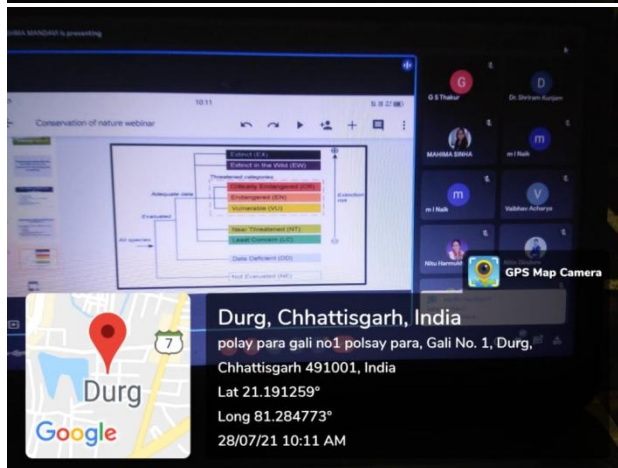 MANDAVI is presenting
10:11
Conservation of nature webinar
Extinct (EX)
Extinct in the Wild (EW)
Threatened categories
Critically Endangered (CR)
Endangered (EN)
Vulnerable (VU)
Near Threatened (NT)
Least Concern (LC)
Data Deficient (DD)
Not Evaluated (NE)
Adequate data
Evaluated
All species
Extinction
risk
G
G S Thakur
D
Dr. Shriram Kunjam
MAHIMA SINHA
m
m l Naik
m
m l Naik
V
Vaibhav Acharya
Nitu Harmukh
GPS Map Camera
7
Durg
Google
Durg, Chhattisgarh, India
polay para gali no1 polsay para, Gali No. 1, Durg,
Chhattisgarh 491001, India
Lat 21.191259°
Long 81.284773°
28/07/21 10:11 AM